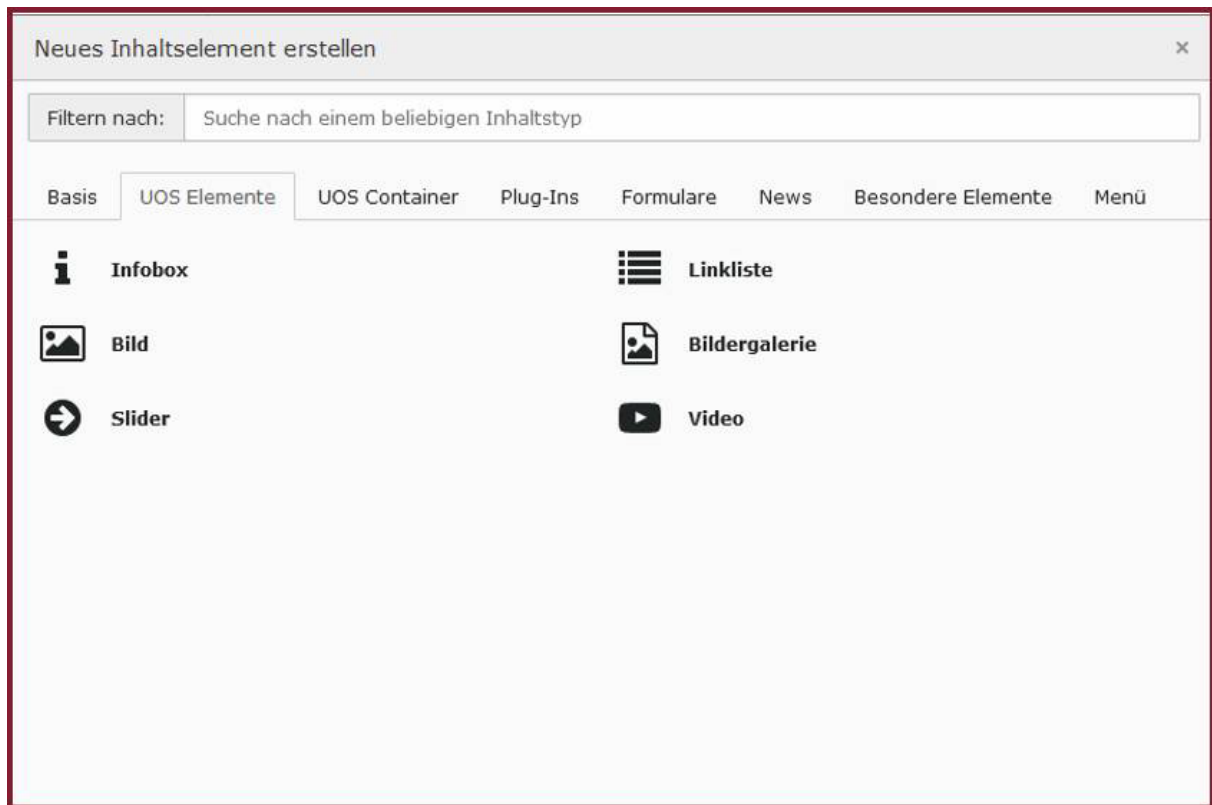 Neues Inhaltselement erstellen ×
Filtern nach: Suche nach einem beliebigen Inhaltstyp
Basis UOS Elemente UOS Container Plug-Ins Formulare News Besondere Elemente Menü
Infobox Linkliste
Bild Bildergalerie
Slider Video